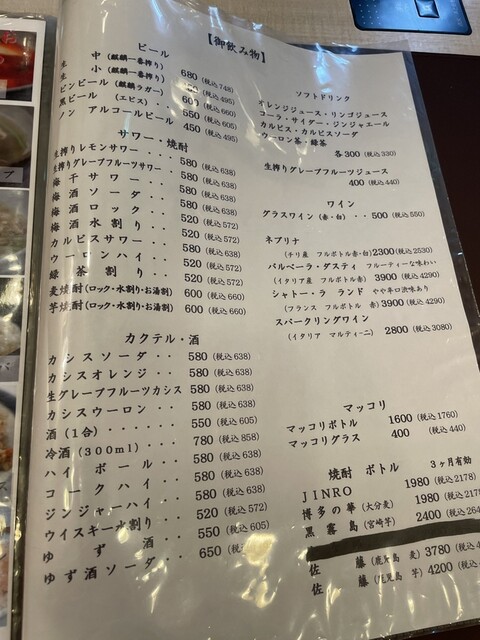 【御飲み物】
ビール
生 中 (麒麟一番搾り) 680 (税込748)
生 小 (麒麟一番搾り) (税込495)
ビンビール (麒麟ラガー) 600 (税込660)
黒ビール (エビス) 550 (税込605)
ノン アルコールビール 450 (税込495)
サワー・焼酎
生搾りレモンサワー・・・ 580 (税込638)
生搾りグレープフルーツサワー・・ 580 (税込638)
梅干サワー・・・ 580 (税込638)
梅酒ソーダ・・ 580 (税込638)
梅酒ロック・・ 580 (税込638)
梅酒水割り・・ 520 (税込572)
カルピスサワー・・ 580 (税込638)
ウーロンハイ・・ 520 (税込572)
緑茶割り・・ 520 (税込572)
麦焼酎(ロック・水割り・お湯割) 600 (税込660)
芋焼酎(ロック・水割り・お湯割) 600 (税込660)
カクテル・酒
カシスソーダ・・ 580 (税込638)
カシスオレンジ・・ 580 (税込638)
生グレープフルーツカシス 580 (税込638)
カシスウーロン・・ 580 (税込638)
酒(1合)・・・・・ 550 (税込605)
冷酒(300ml)・・・・ 780 (税込858)
ハイボール・・ 580 (税込638)
コークハイ・・ 580 (税込638)
ジンジャーハイ・・ 520 (税込572)
ウイスキー水割り・・ 520 (税込572)
ゆず酒・・ 550 (税込605)
ゆず酒ソーダ・・ 650
ソフトドリンク
オレンジジュース・リンゴジュース
コーラ・サイダー・ジンジャエール
カルピス・カルピスソーダ
ウーロン茶・緑茶
各300 (税込330)
生搾りグレープフルーツジュース
400 (税込440)
ワイン
グラスワイン(赤・白)・・500 (税込550)
ネブリナ
(チリ産 フルボトル赤・白) 2300 (税込2530)
バルベーラ・ダスティ フルーティーな味わい
(イタリア産 フルボトル 赤) 3900 (税込4290)
シャトー・ラ ランド やや辛口渋味あり
(フランス フルボトル 赤) 3900 (税込4290)
スパークリングワイン
(イタリア マルティーニ) 2800 (税込3080)
マッコリ
マッコリボトル 1600 (税込1760)
マッコリグラス 400 (税込440)
焼酎 ボトル 3ヶ月有効
JINRO 1980 (税込2178)
博多の華 (大分麦) 1980 (税込2178
黒霧島 (宮崎芋) 2400 (税込264
佐 藤 (鹿児島 麦) 3780 (税込4
佐 藤 (鹿児島 芋) 4200 (税込4